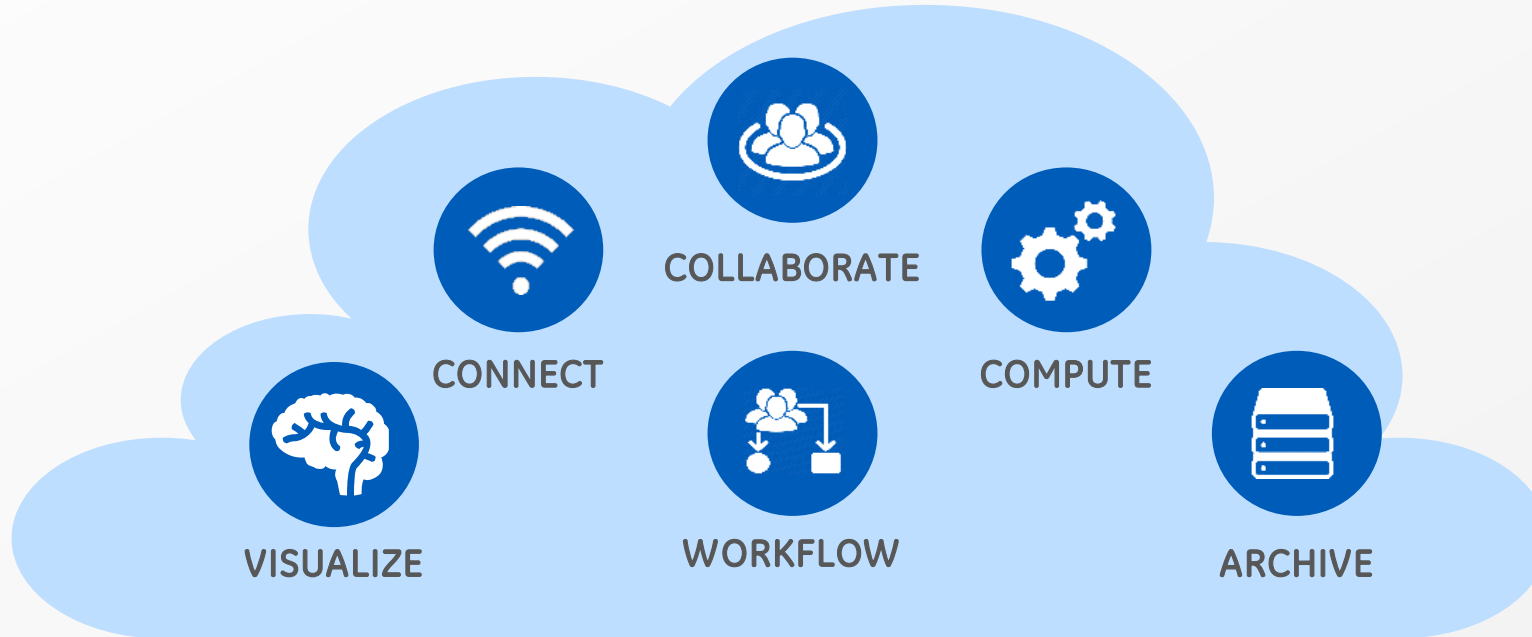 COLLABORATE
CONNECT
COMPUTE
VISUALIZE
WORKFLOW
ARCHIVE